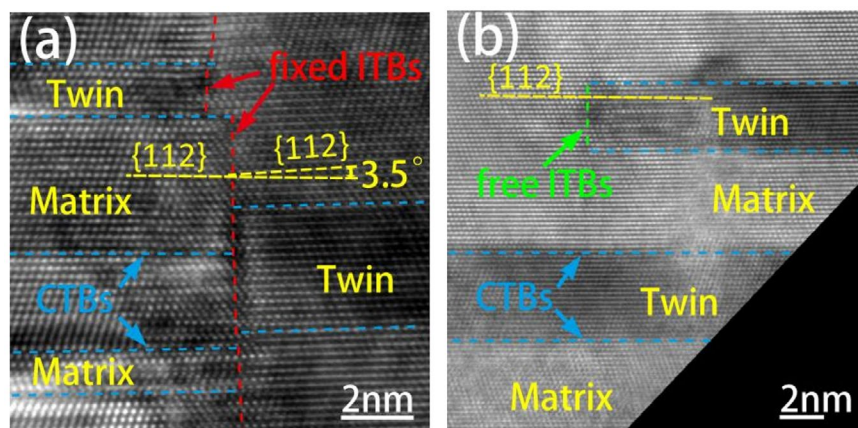 (a)
fixed ITBs
Twin
{112}
{112}
3.5°
Matrix
Twin
CTBs
Matrix
2nm
(b)
{112}
Twin
free ITBs
Matrix
CTBs
Twin
Matrix
2nm